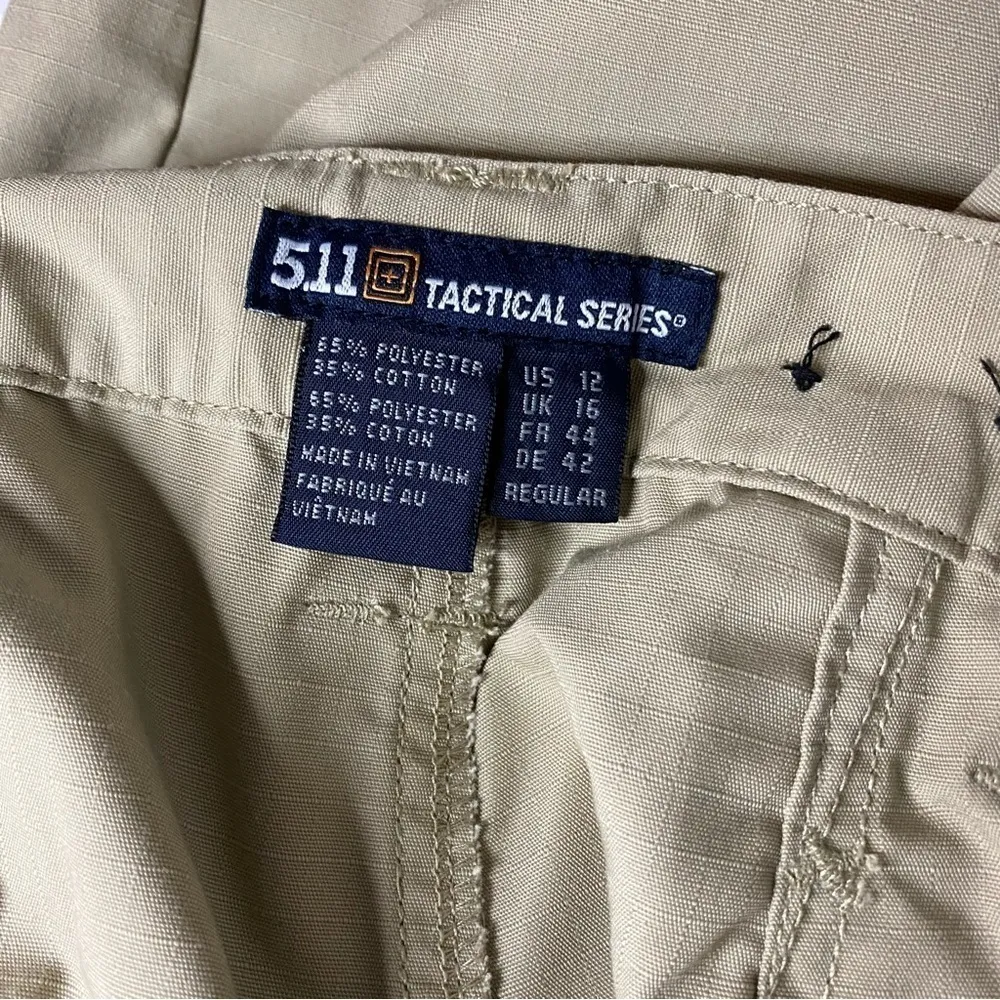 5.11 TACTICAL SERIES
65% POLYESTER
35% COTTON
65% POLYESTER
35% COTON
MADE IN VIETNAM
FABRIQUÉ AU
VIÊTNAM
US 12
UK 16
FR 44
DE 42
REGULAR